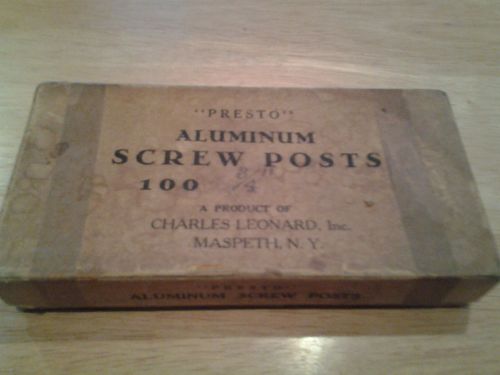 "PRESTO"
ALUMINUM
SCREW POSTS
100
A PRODUCT OF
CHARLES LEONARD, Inc.
MASPETH, N. Y.
"PRESTO"
ALUMINUM SCREW POSTS